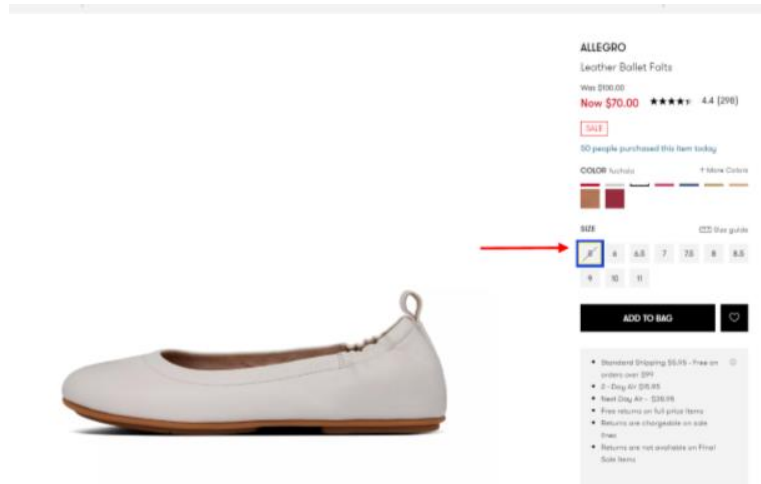 ALLEGRO
Leather Ballet Falts
Was $100.00
Now $70.00 4.4 (298)
SALE
50 people purchased this item today
COLOR fuchsia + More Colors
SIZE Size guide
5 6 6.5 7 7.5 8 8.5
9 10 11
ADD TO BAG
Standard Shipping $5.95 - Free on
orders over $99
2 - Day Air $15.95
Next Day Air -
Free returns on full price items
Returns are chargeable on sale
Returns are not available on Final
Sale Items